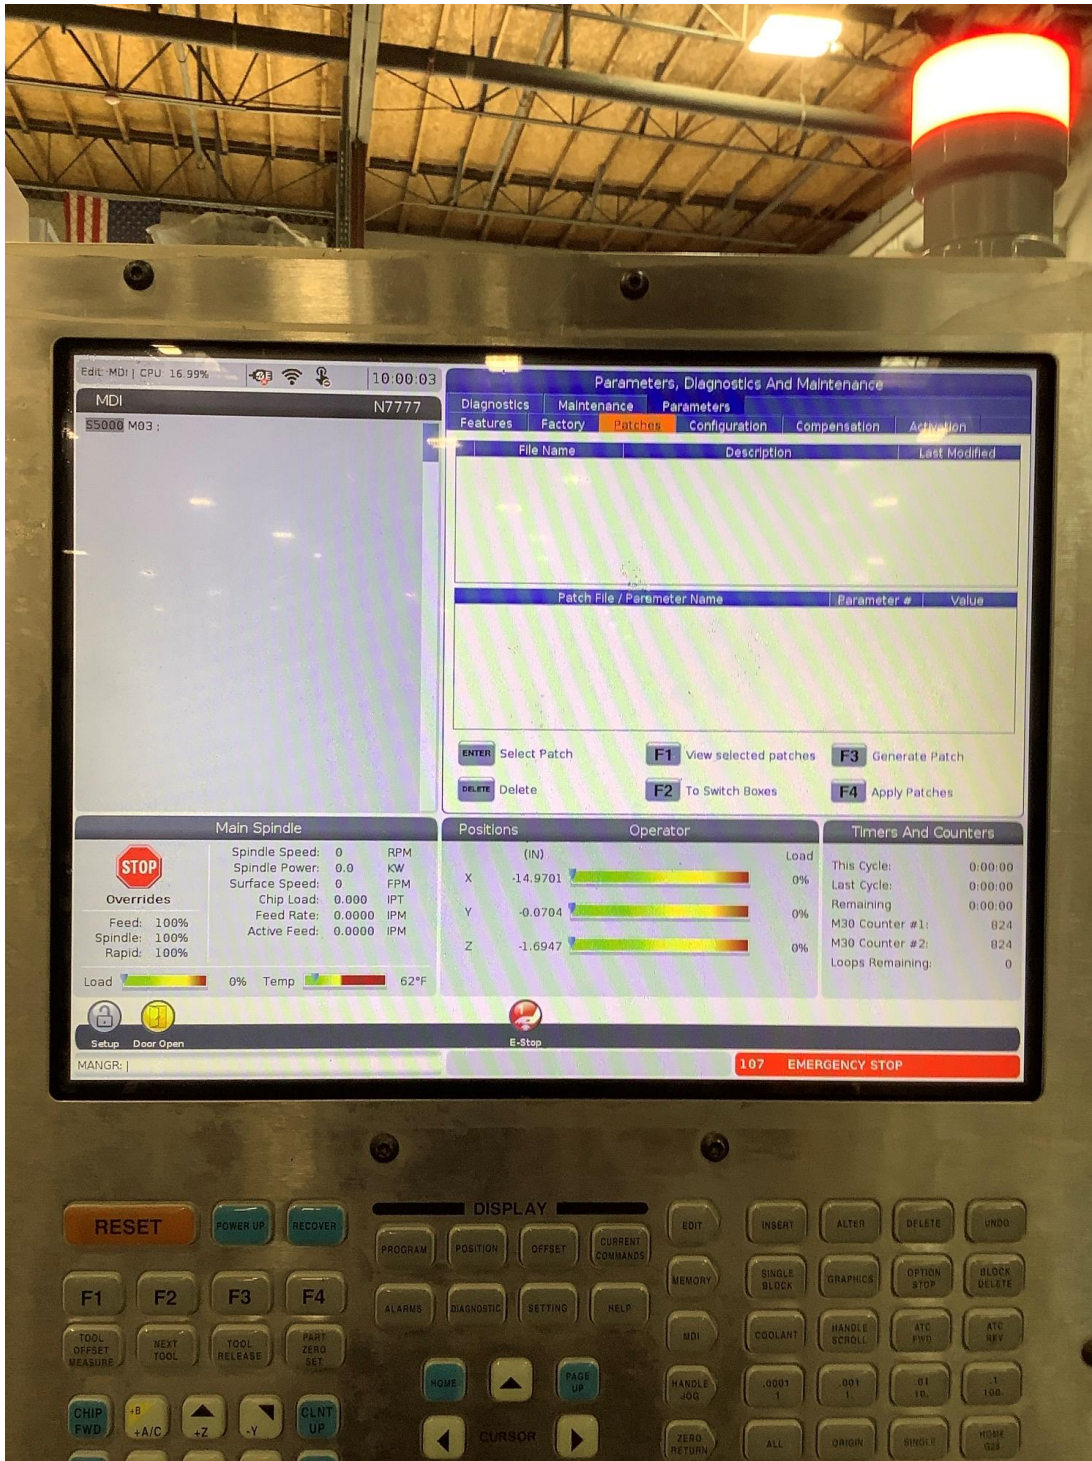 Edit: MDI | CPU: 16.99%
10:00:03
MDI
N7777
S5000 M03 ;
Parameters, Diagnostics And Maintenance
Diagnostics Maintenance Parameters
Features Factory Patches Configuration Compensation Activation
File Name Description Last Modified
Patch File / Parameter Name Parameter # Value
ENTER Select Patch F1 View selected patches F3 Generate Patch
DELETE Delete F2 To Switch Boxes F4 Apply Patches
Main Spindle
STOP
Overrides
Feed: 100%
Spindle: 100%
Rapid: 100%
Spindle Speed: 0 RPM
Spindle Power: 0.0 KW
Surface Speed: 0 FPM
Chip Load: 0.000 IPT
Feed Rate: 0.0000 IPM
Active Feed: 0.0000 IPM
Load 0% Temp 62°F
Positions Operator
(IN) Load
X -14.9701 0%
Y -0.0704 0%
Z -1.6947 0%
Timers And Counters
This Cycle: 0:00:00
Last Cycle: 0:00:00
Remaining 0:00:00
M30 Counter #1: 824
M30 Counter #2: 824
Loops Remaining: 0
Setup Door Open E-Stop
MANGR: |
107 EMERGENCY STOP
RESET POWER UP RECOVER
F1 F2 F3 F4
TOOL OFFSET MEASURE
NEXT TOOL
TOOL RELEASE
PART ZERO SET
CHIP FWD
+B +A/C
+Z
-Y
CLNT UP
DISPLAY
PROGRAM POSITION OFFSET CURRENT COMMANDS
ALARMS DIAGNOSTIC SETTING HELP
HOME PAGE UP
CURSOR
EDIT INSERT ALTER DELETE UNDO
MEMORY SINGLE BLOCK GRAPHICS OPTION STOP BLOCK DELETE
MDI COOLANT HANDLE SCROLL ATC FWD ATC REV
HANDLE JOG .0001 1 .001 1. .01 10. .1 100.
ZERO RETURN ALL ORIGIN SINGLE HOME G28